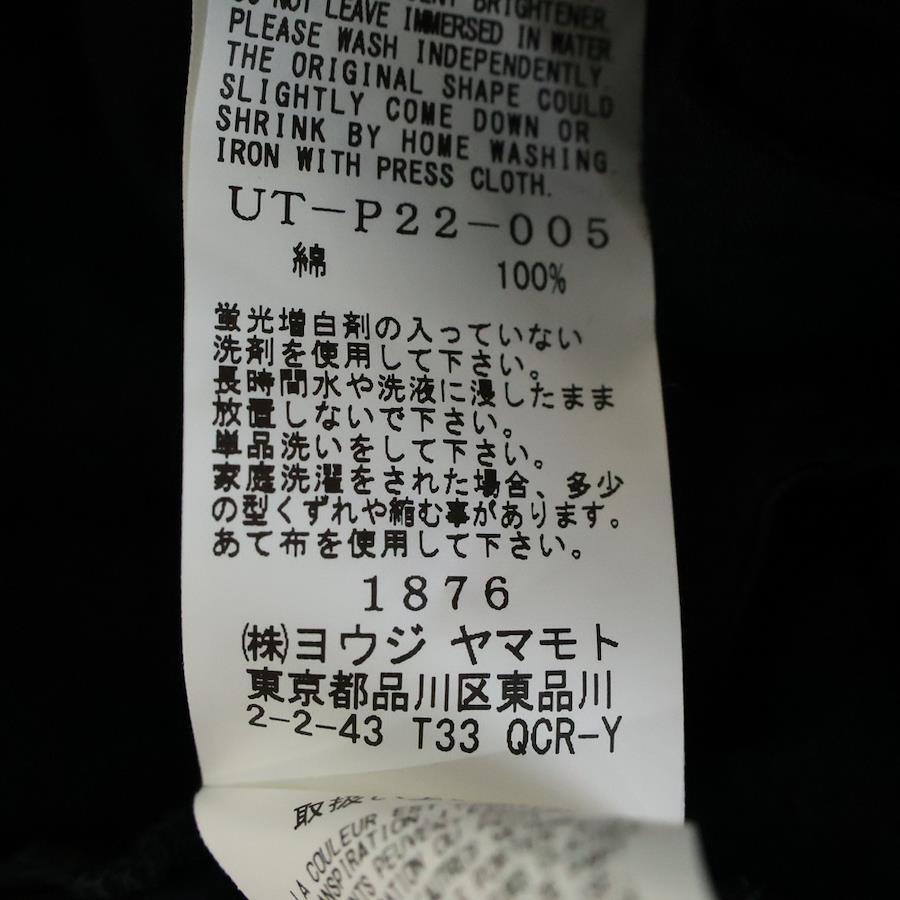 BRIGHTENER.
DO NOT LEAVE IMMERSED IN WATER
PLEASE WASH INDEPENDENTLY.
THE ORIGINAL SHAPE COULD
SLIGHTLY COME DOWN OR
SHRINK BY HOME WASHING.
IRON WITH PRESS CLOTH.
UT-P22-005
綿 100%
蛍光増白剤の入っていない
洗剤を使用して下さい。
長時間水や洗液に浸したまま
放置しないで下さい。
単品洗いをして下さい。
家庭洗濯をされた場合、多少
の型くずれや縮む事があります。
あて布を使用して下さい。
1876
㈱ヨウジ ヤマモト
東京都品川区東品川
2-2-43 T33 QCR-Y
取扱
LA COULEUR EST